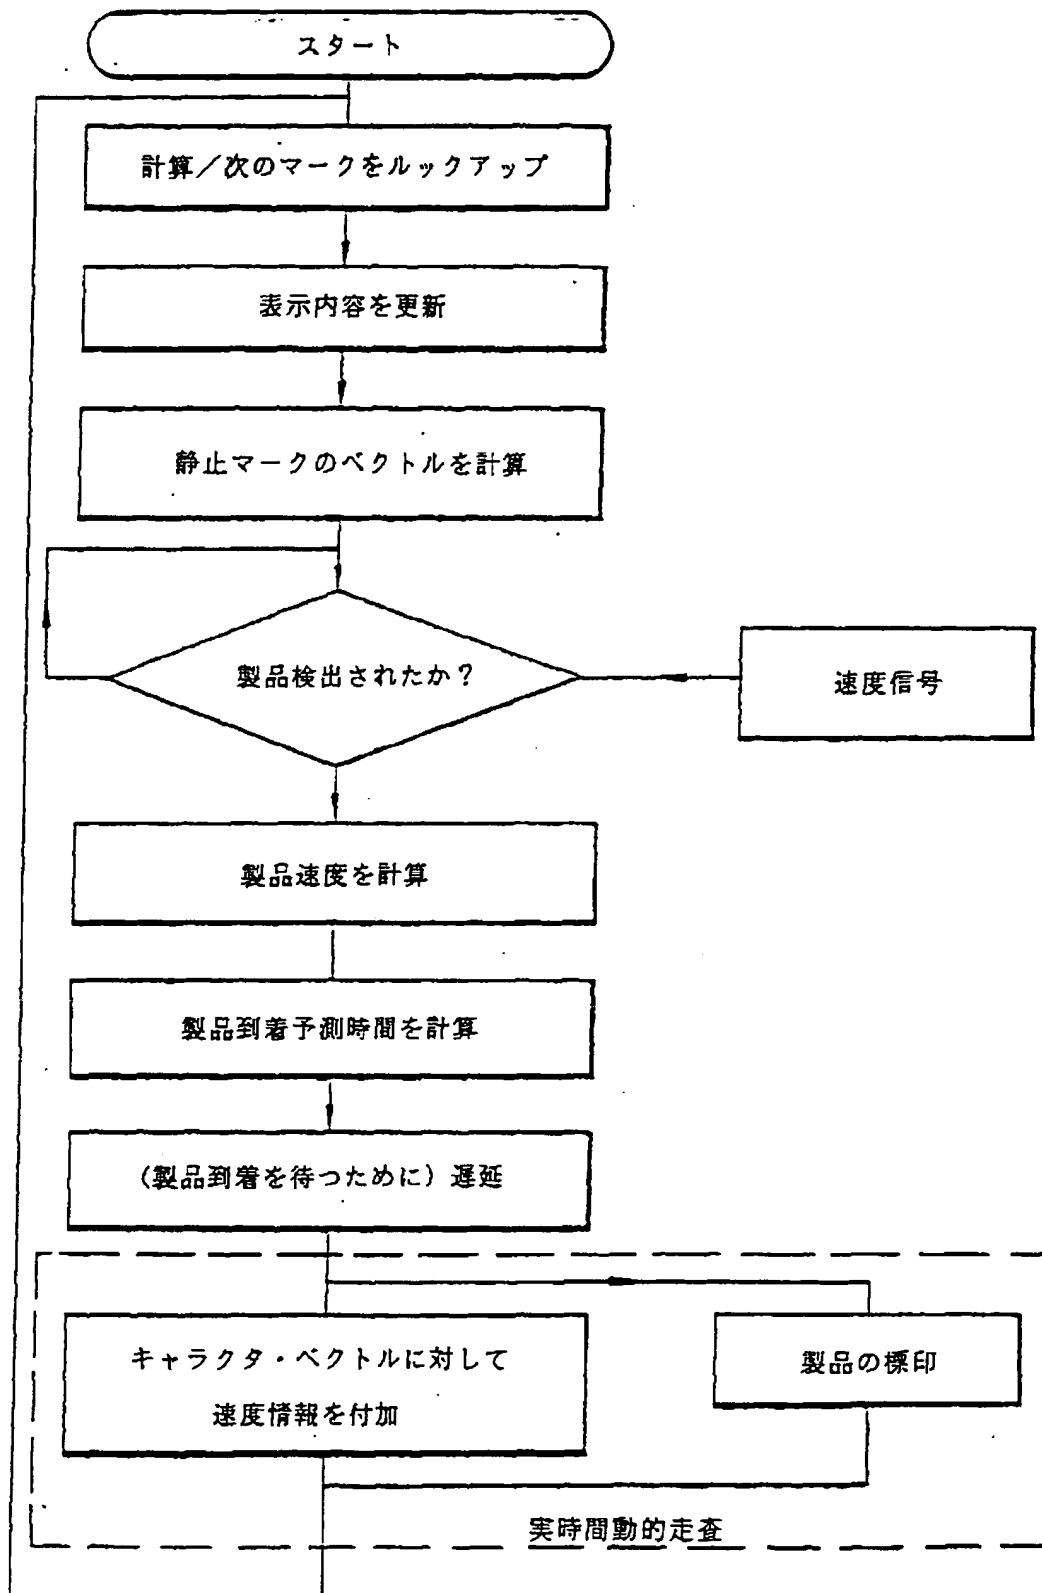 スタート
計算／次のマークをルックアップ
表示内容を更新
静止マークのベクトルを計算
製品検出されたか？
速度信号
製品速度を計算
製品到着予測時間を計算
（製品到着を待つために）遅延
キャラクタ・ベクトルに対して
速度情報を付加
製品の標印
実時間動的走査